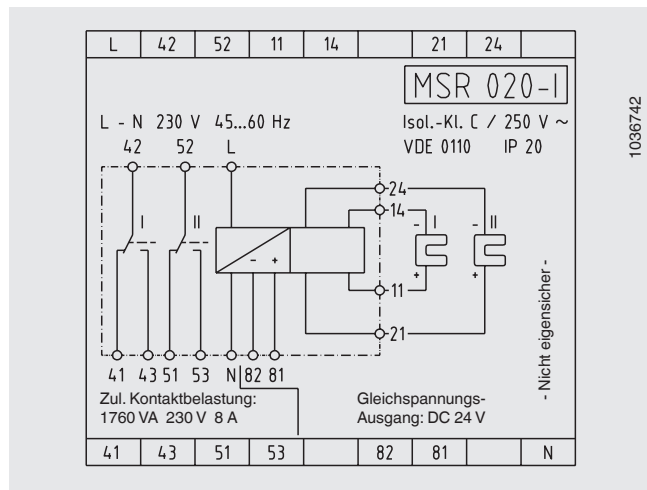 L 42 52 11 14 21 24
MSR 020-I
L - N 230 V 45...60 Hz
Isol.-Kl. C / 250 V ~
VDE 0110 IP 20
42 52 L
24
14
I II
- I - II
- +
+ +
11
21
41 43 51 53 N 82 81
Zul. Kontaktbelastung:
1760 VA 230 V 8 A
Gleichspannungs-
Ausgang: DC 24 V
- Nicht eigensicher -
41 43 51 53 82 81 N
1036742